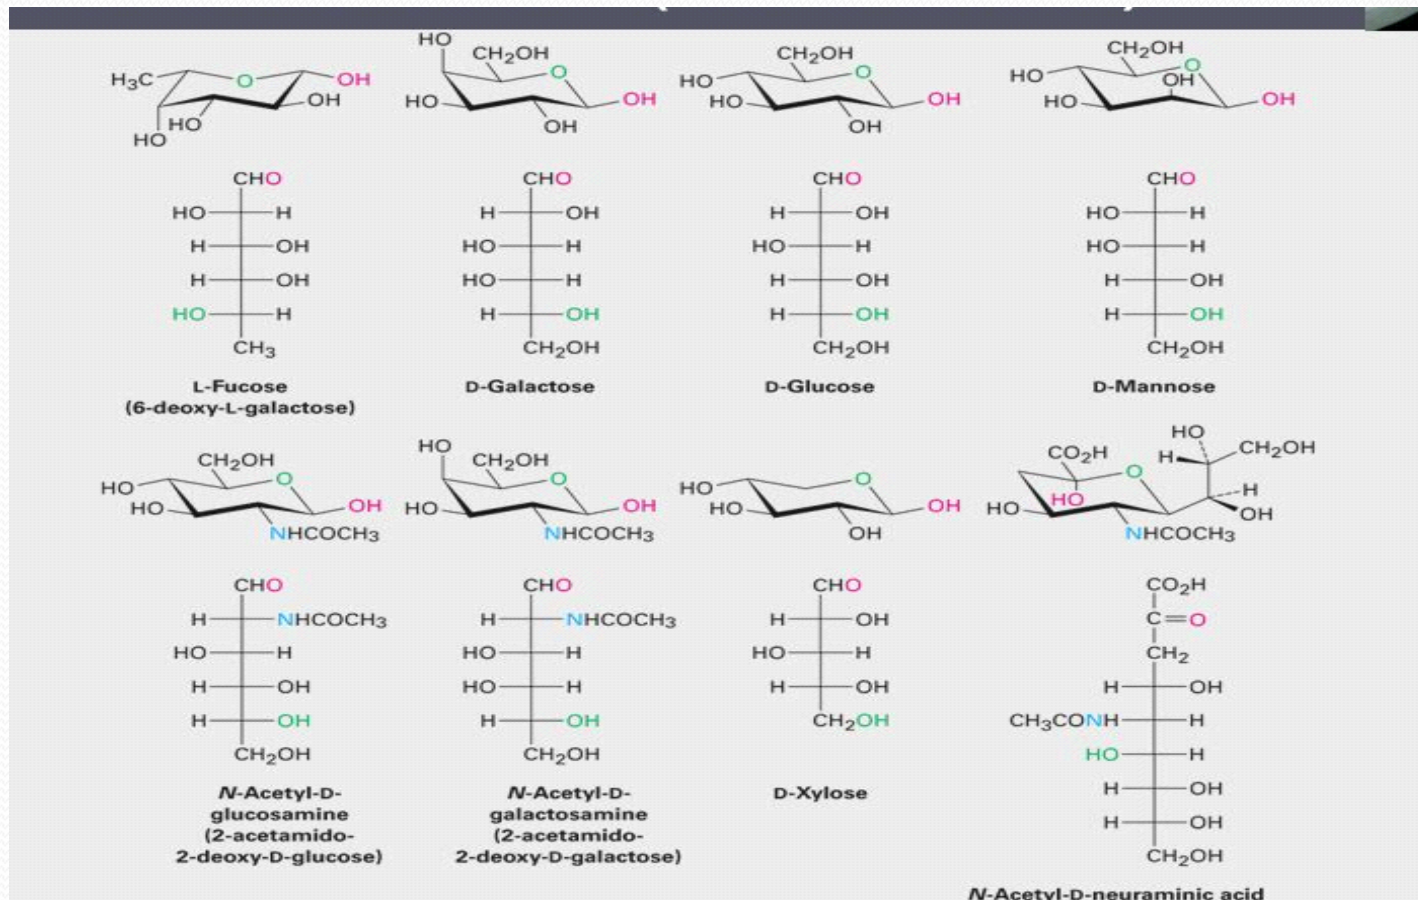 HO
CH₂OH
CH₂OH
CH₂OH
H₃C
O
OH
O
HO
O
HO
O
OH
OH
HO
OH
HO
OH
HO
OH
HO
HO
OH
OH
HO
CHO
CHO
CHO
CHO
HO H
H OH
H OH
HO H
H OH
HO H
HO H
HO H
H OH
HO H
H OH
H OH
HO H
H OH
H OH
H OH
CH₃
CH₂OH
CH₂OH
CH₂OH
L-Fucose
(6-deoxy-L-galactose)
D-Galactose
D-Glucose
D-Mannose
HO
HO
CH₂OH
CH₂OH
CO₂H
H
CH₂OH
HO
O
O
HO
O
O
HO
OH
HO
OH
HO
OH
HO
HO
H
OH
NHCOCH₃
NHCOCH₃
OH
NHCOCH₃
CHO
CHO
CHO
CO₂H
H NHCOCH₃
H NHCOCH₃
H OH
C=O
HO H
HO H
HO H
CH₂
H OH
HO H
H OH
H OH
H OH
H OH
CH₂OH
CH₃CONH H
CH₂OH
CH₂OH
HO H
H OH
H OH
CH₂OH
N-Acetyl-D-
glucosamine
(2-acetamido-
2-deoxy-D-glucose)
N-Acetyl-D-
galactosamine
(2-acetamido-
2-deoxy-D-galactose)
D-Xylose
N-Acetyl-D-neuraminic acid